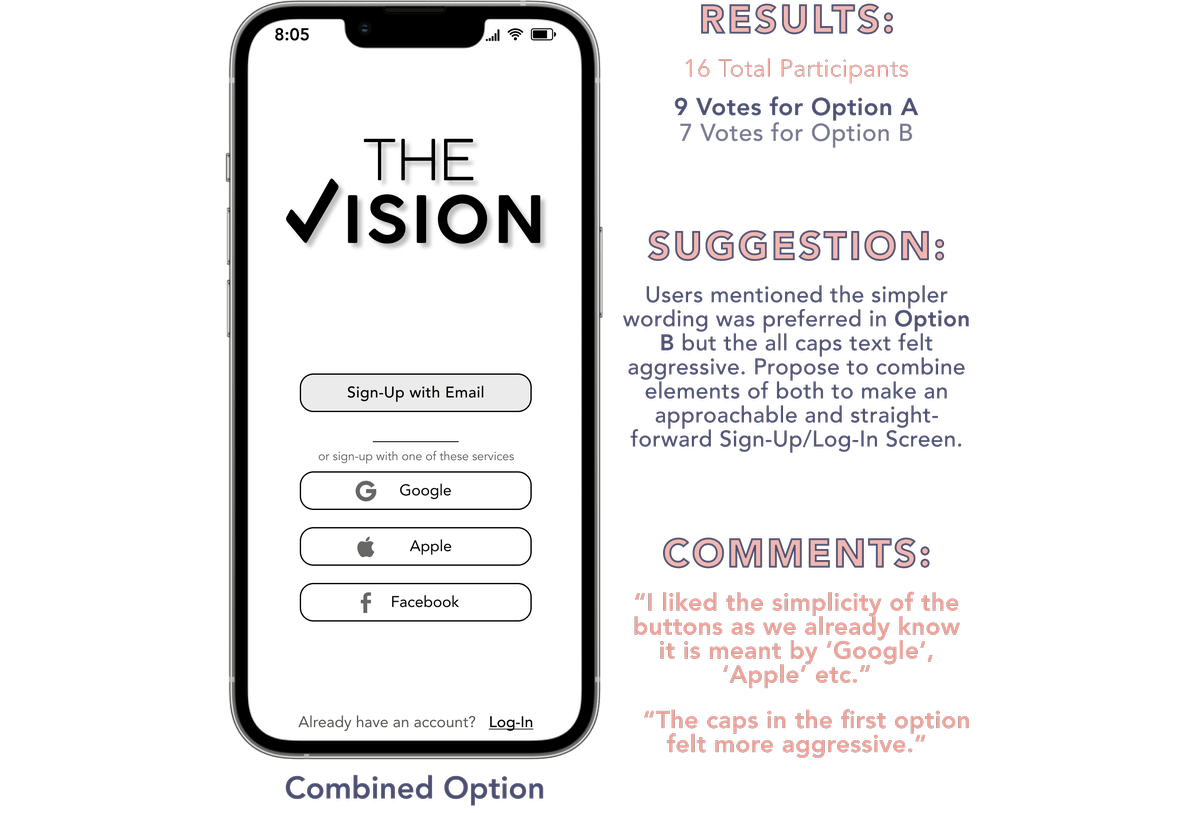 8:05
THE
VISION
Sign-Up with Email
or sign-up with one of these services
Google
Apple
Facebook
Already have an account? Log-In
Combined Option
RESULTS:
16 Total Participants
9 Votes for Option A
7 Votes for Option B
SUGGESTION:
Users mentioned the simpler
wording was preferred in Option
B but the all caps text felt
aggressive. Propose to combine
elements of both to make an
approachable and straight-
forward Sign-Up/Log-In Screen.
COMMENTS:
“I liked the simplicity of the
buttons as we already know
it is meant by ‘Google’,
‘Apple’ etc.”
“The caps in the first option
felt more aggressive.”